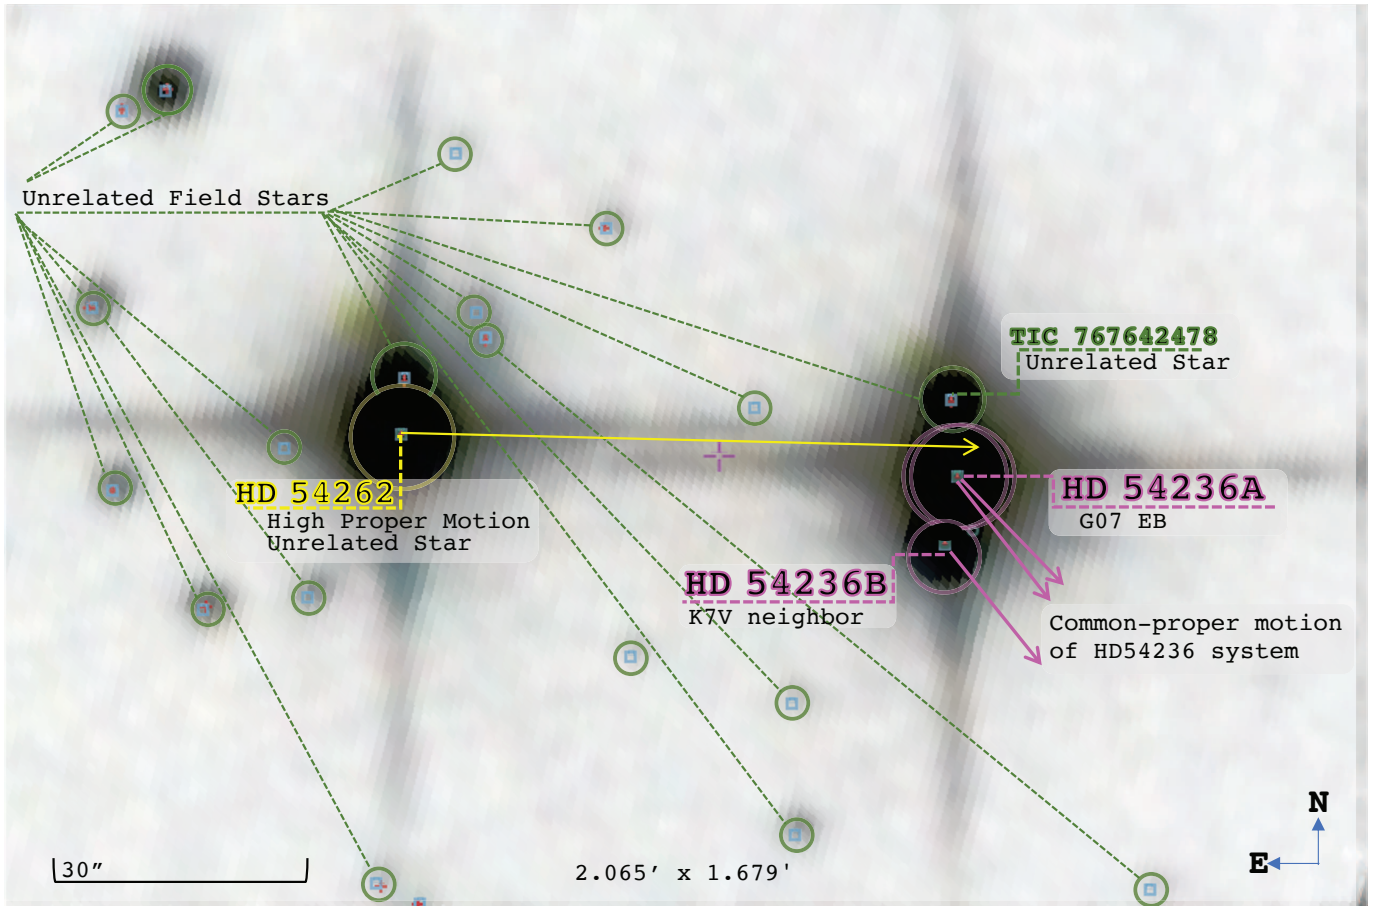 Unrelated Field Stars
TIC 767642478
Unrelated Star
HD 54262
High Proper Motion
Unrelated Star
HD 54236A
G07 EB
HD 54236B
K7V neighbor
Common-proper motion
of HD54236 system
N
E
30”
2.065’ x 1.679'